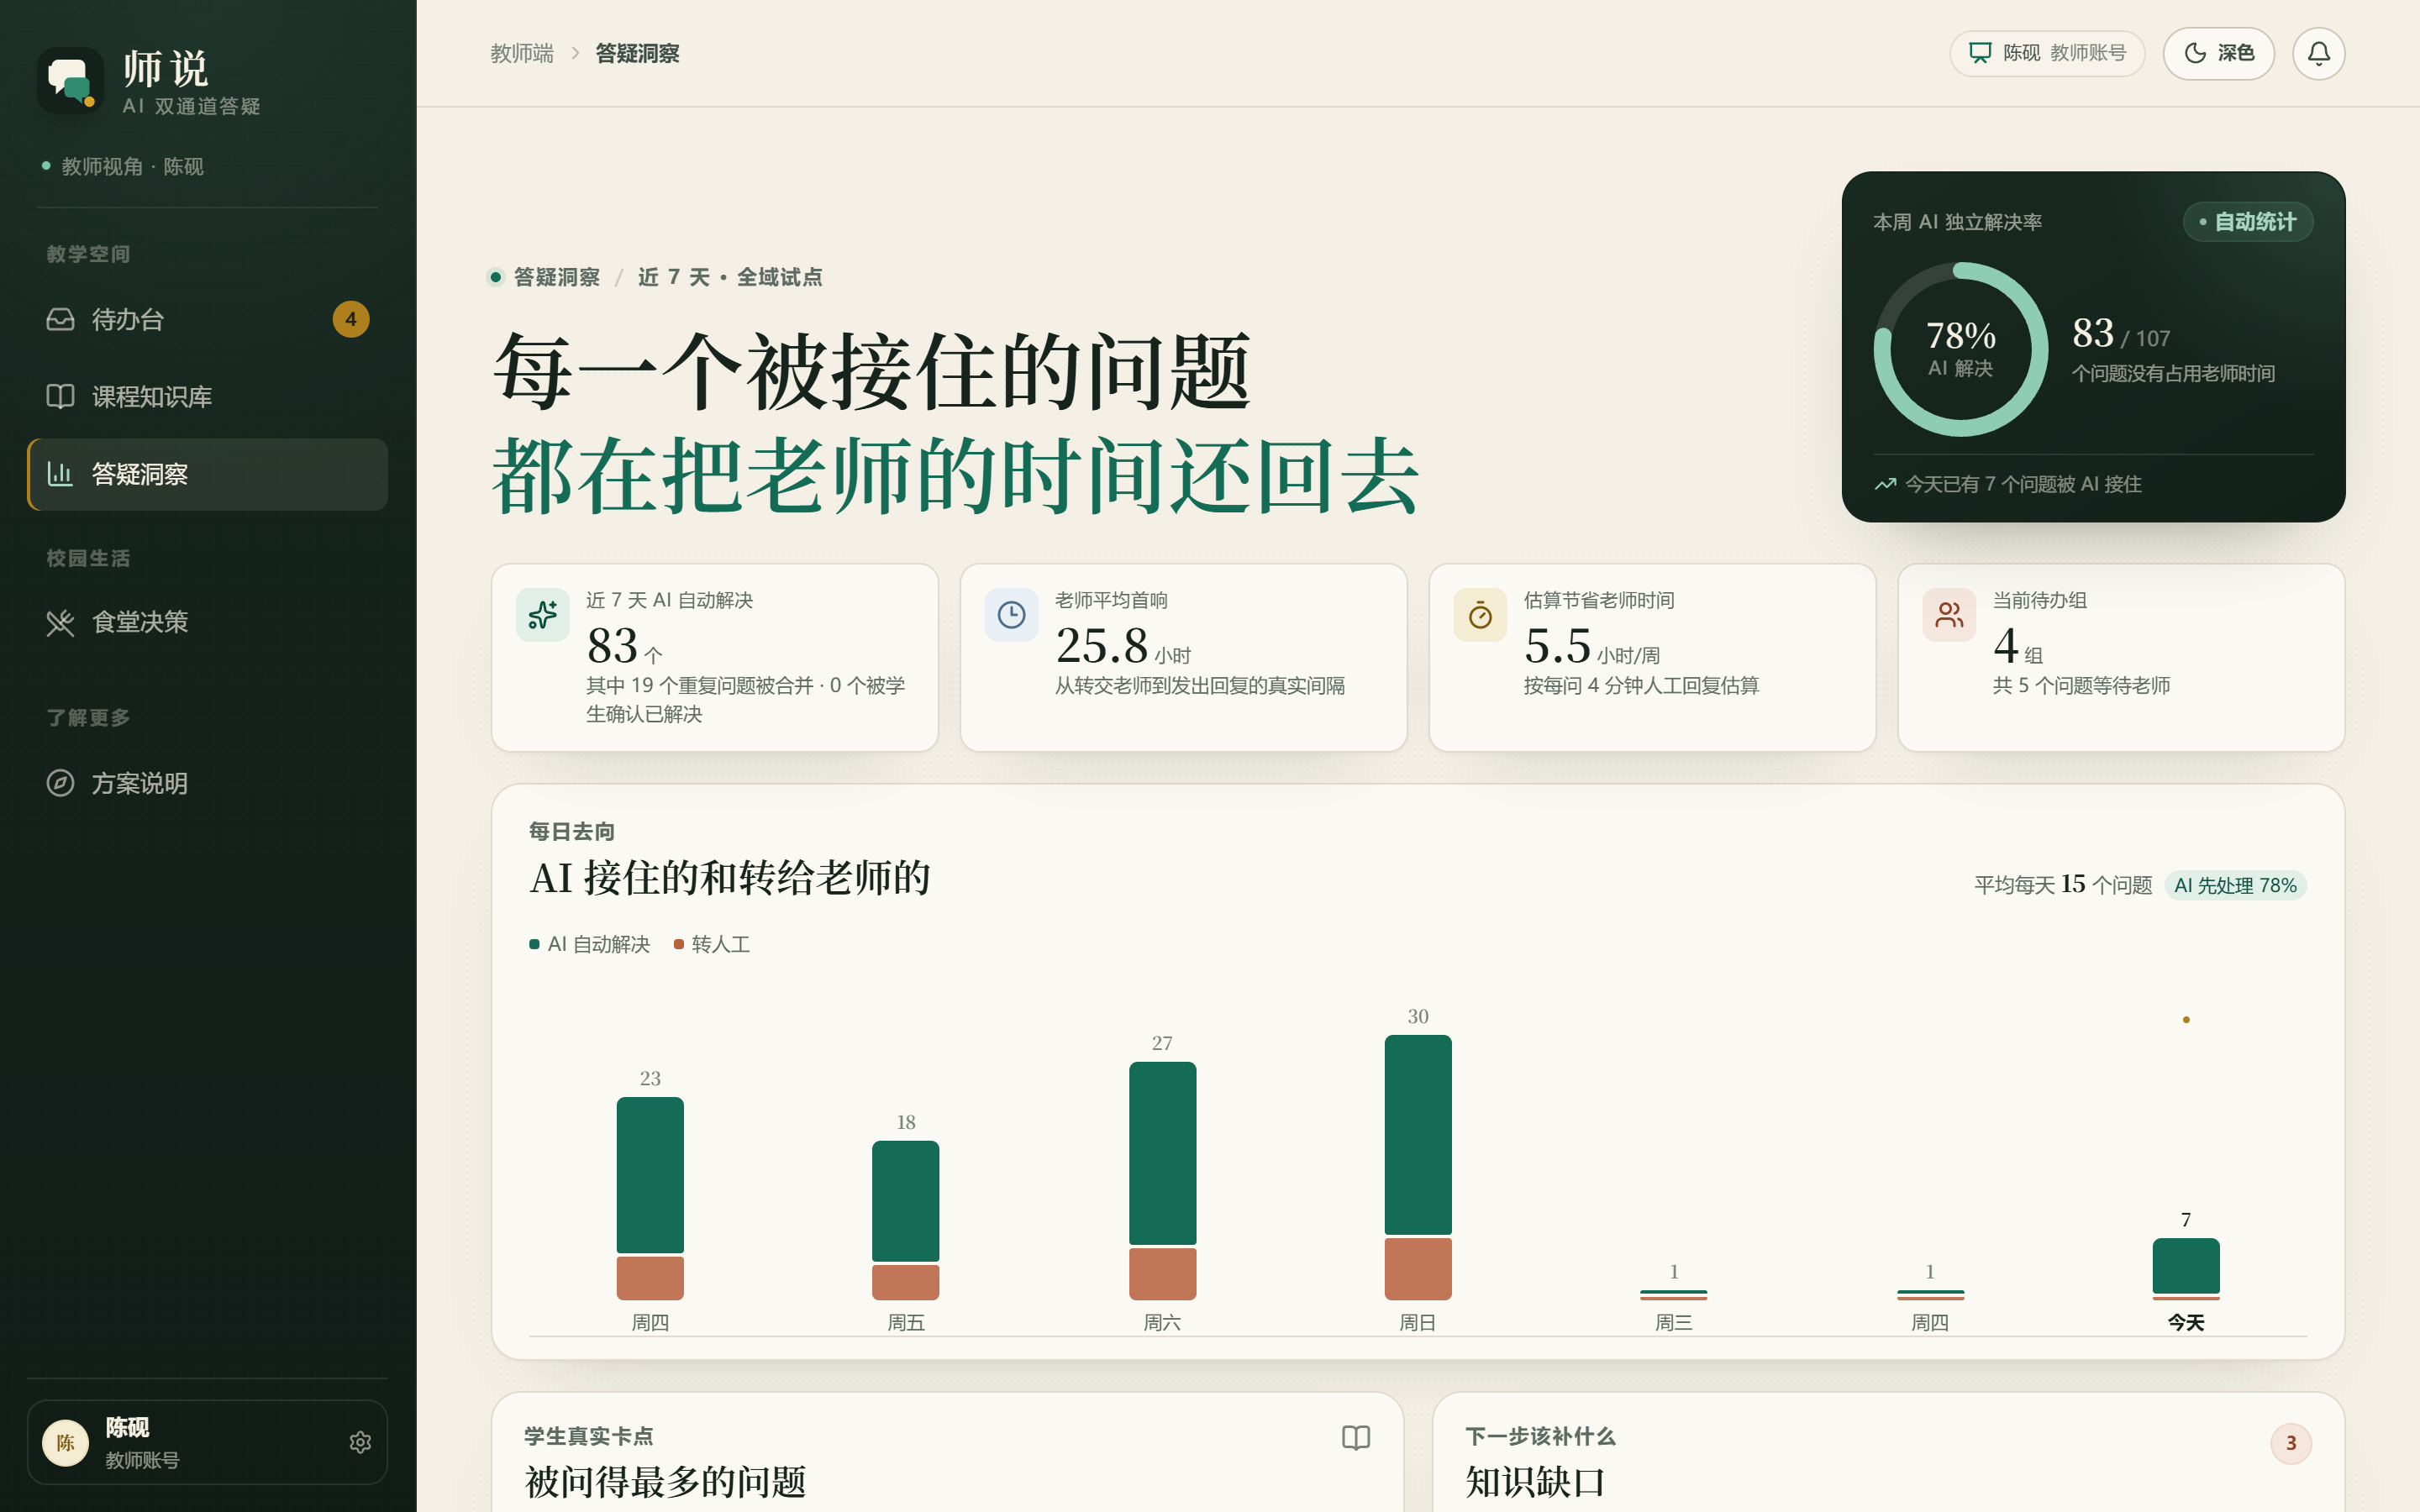 师说
AI 双通道答疑
教师视角 · 陈砚
教学空间
待办台
4
课程知识库
答疑洞察
校园生活
食堂决策
了解更多
方案说明
陈
陈砚
教师账号
教师端 > 答疑洞察
陈砚 教师账号
深色
答疑洞察 / 近 7 天 • 全域试点
每一个被接住的问题
都在把老师的时间还回去
本周 AI 独立解决率
自动统计
78%
AI 解决
83 / 107
个问题没有占用老师时间
今天已有 7 个问题被 AI 接住
近 7 天 AI 自动解决
83 个
其中 19 个重复问题被合并 · 0 个被学
生确认已解决
老师平均首响
25.8 小时
从转交老师到发出回复的真实间隔
估算节省老师时间
5.5 小时/周
按每问 4 分钟人工回复估算
当前待办组
4 组
共 5 个问题等待老师
每日去向
AI 接住的和转给老师的
平均每天 15 个问题 AI 先处理 78%
AI 自动解决 转人工
23
18
27
30
1
1
7
周四
周五
周六
周日
周三
周四
今天
学生真实卡点
被问得最多的问题
下一步该补什么
知识缺口
3